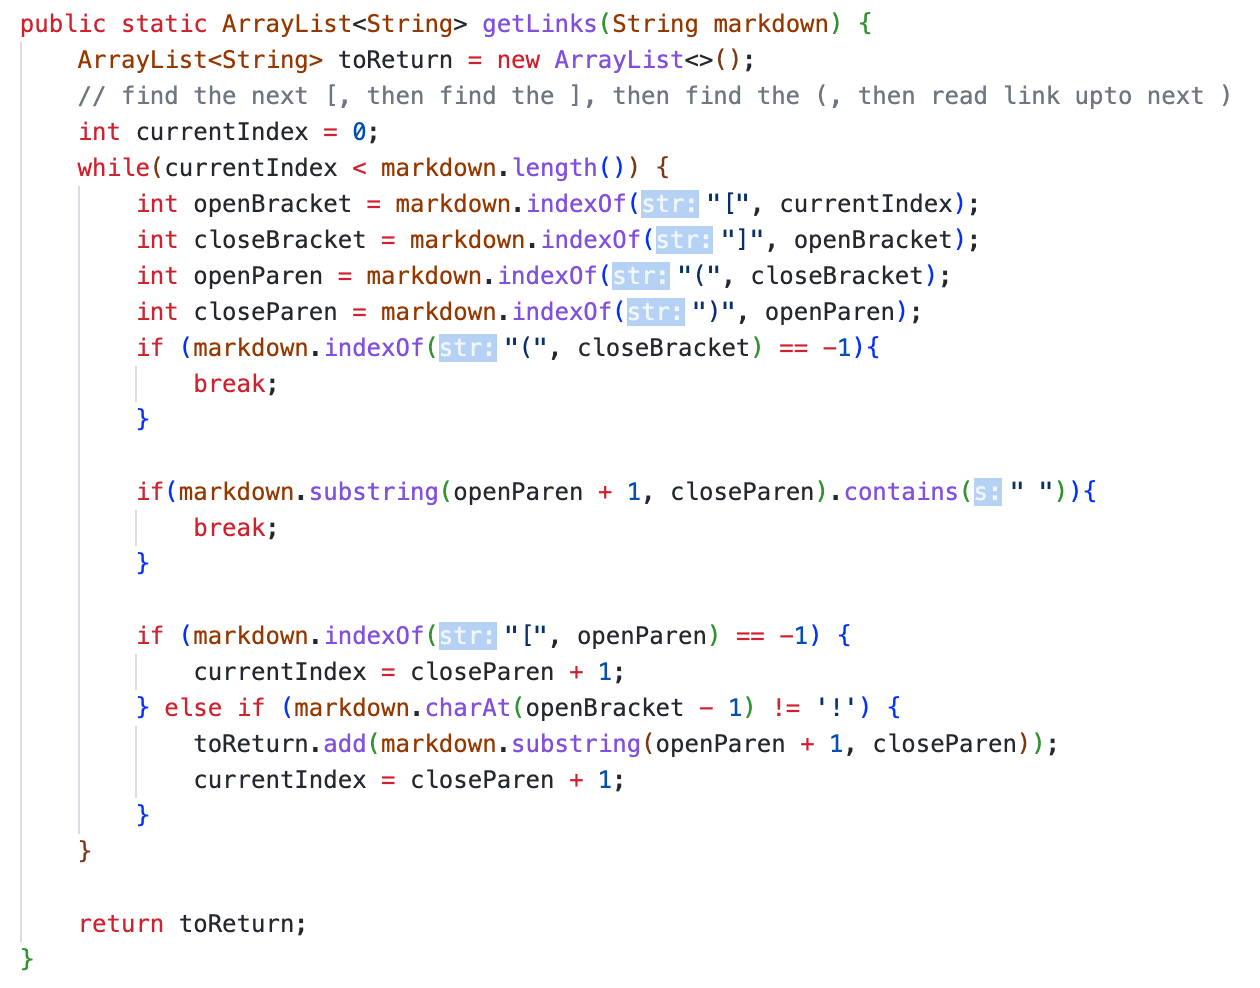 public static ArrayList<String> getLinks(String markdown) {
    ArrayList<String> toReturn = new ArrayList<>();
    // find the next [, then find the ], then find the (, then read link upto next )
    int currentIndex = 0;
    while(currentIndex < markdown.length()) {
        int openBracket = markdown.indexOf(str: "[", currentIndex);
        int closeBracket = markdown.indexOf(str: "]", openBracket);
        int openParen = markdown.indexOf(str: "(", closeBracket);
        int closeParen = markdown.indexOf(str: ")", openParen);
        if (markdown.indexOf(str: "(", closeBracket) == -1){
            break;
        }

        if(markdown.substring(openParen + 1, closeParen).contains(s: " ")){
            break;
        }

        if (markdown.indexOf(str: "[", openParen) == -1) {
            currentIndex = closeParen + 1;
        } else if (markdown.charAt(openBracket - 1) != '!') {
            toReturn.add(markdown.substring(openParen + 1, closeParen));
            currentIndex = closeParen + 1;
        }
    }

    return toReturn;
}